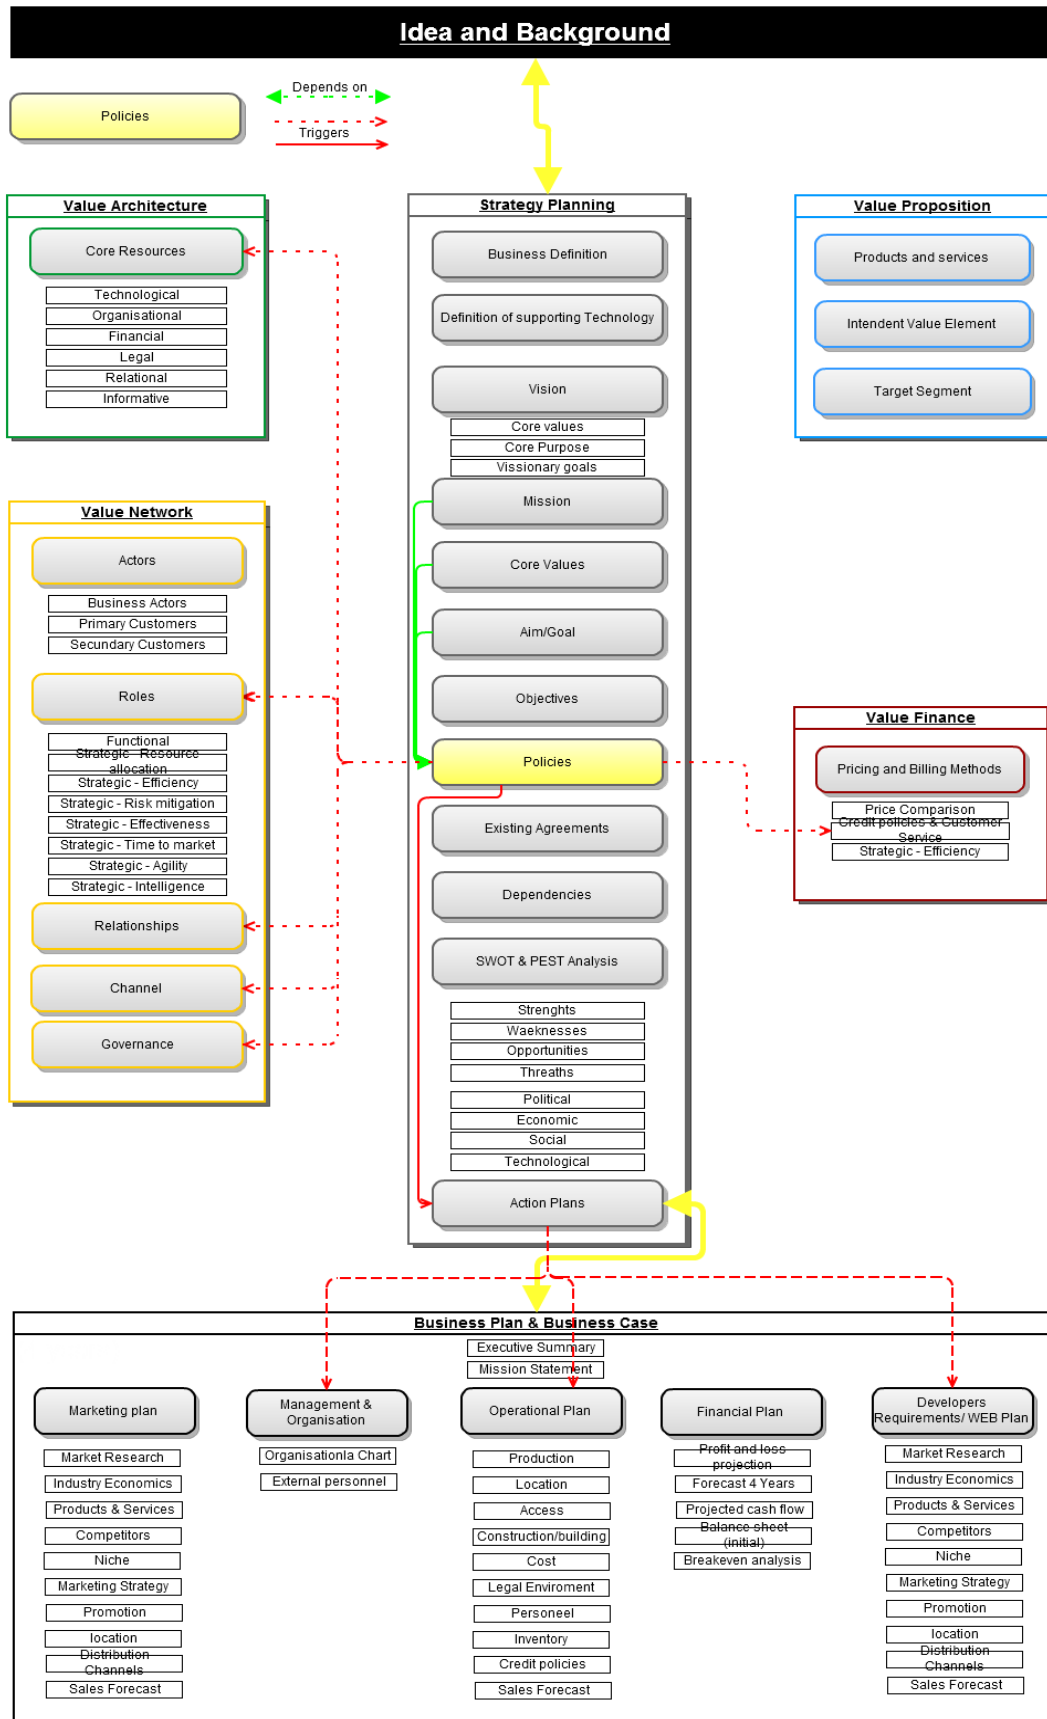 Idea and Background
Policies
Depends on
Triggers
Value Architecture
Core Resources
Technological
Organisational
Financial
Legal
Relational
Informative
Value Network
Actors
Business Actors
Primary Customers
Secundary Customers
Roles
Functional
Strategic - Resource
allocation
Strategic - Efficiency
Strategic - Risk mitigation
Strategic - Effectiveness
Strategic - Time to market
Strategic - Agility
Strategic - Intelligence
Relationships
Channel
Governance
Strategy Planning
Business Definition
Definition of supporting Technology
Vision
Core values
Core Purpose
Vissionary goals
Mission
Core Values
Aim/Goal
Objectives
Policies
Existing Agreements
Dependencies
SWOT & PEST Analysis
Strenghts
Waeknesses
Opportunities
Threaths
Political
Economic
Social
Technological
Action Plans
Value Proposition
Products and services
Intendent Value Element
Target Segment
Value Finance
Pricing and Billing Methods
Price Comparison
Credit policies & Customer
Service
Strategic - Efficiency
Business Plan & Business Case
Executive Summary
Mission Statement
Marketing plan
Market Research
Industry Economics
Products & Services
Competitors
Niche
Marketing Strategy
Promotion
location
Distribution
Channels
Sales Forecast
Management &
Organisation
Organisationla Chart
External personnel
Operational Plan
Production
Location
Access
Construction/building
Cost
Legal Enviroment
Personeel
Inventory
Credit policies
Sales Forecast
Financial Plan
Profit and loss
projection
Forecast 4 Years
Projected cash flow
Balance sheet
(initial)
Breakeven analysis
Developers
Requirements/ WEB Plan
Market Research
Industry Economics
Products & Services
Competitors
Niche
Marketing Strategy
Promotion
location
Distribution
Channels
Sales Forecast